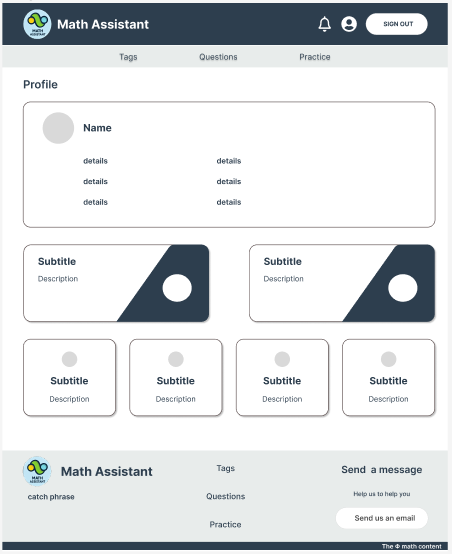 MATH
ASSISTANT
Math Assistant
SIGN OUT
Tags
Questions
Practice
Profile
Name
details
details
details
details
details
details
Subtitle
Description
Subtitle
Description
Subtitle
Description
Subtitle
Description
Subtitle
Description
Subtitle
Description
MATH
ASSISTANT
Math Assistant
catch phrase
Tags
Questions
Practice
Send a message
Help us to help you
Send us an email
The Φ math content